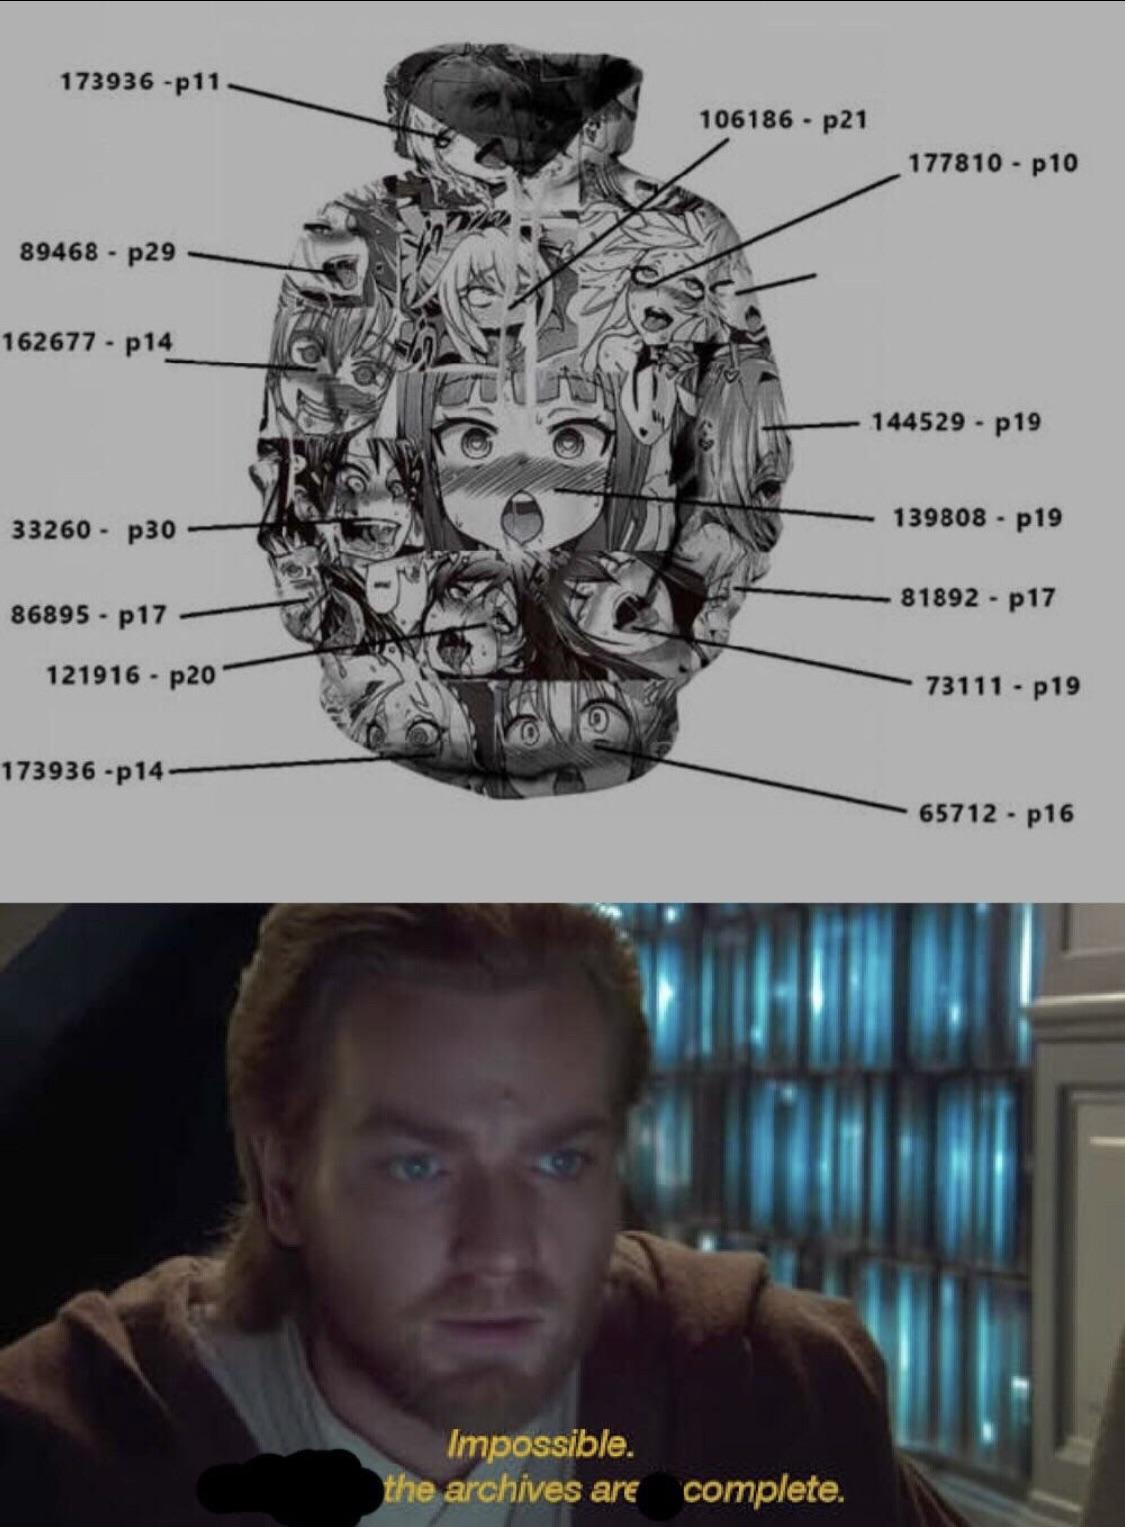 173936 -p11
106186 - p21
177810 - p10
89468 - p29
162677 - p14
144529 - p19
139808 - p19
33260 - p30
81892 - p17
86895 - p17
121916 - p20
73111 - p19
173936 -p14
65712 - p16
Impossible.
the archives are complete.